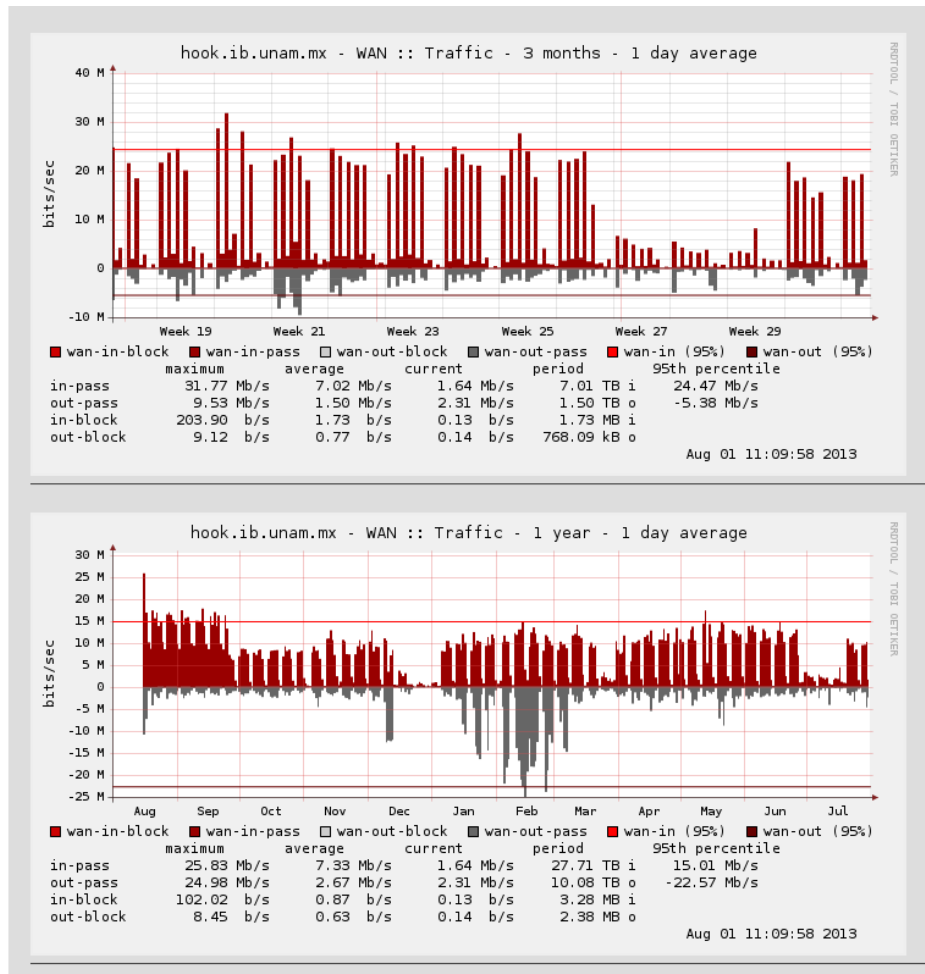 hook.ib.unam.mx - WAN :: Traffic - 3 months - 1 day average
RRDTOOL / TOBI OETIKER
40 M
30 M
20 M
10 M
0
-10 M
bits/sec
Week 19 Week 21 Week 23 Week 25 Week 27 Week 29
wan-in-block wan-in-pass wan-out-block wan-out-pass wan-in (95%) wan-out (95%)
maximum average current period 95th percentile
in-pass 31.77 Mb/s 7.02 Mb/s 1.64 Mb/s 7.01 TB i 24.47 Mb/s
out-pass 9.53 Mb/s 1.50 Mb/s 2.31 Mb/s 1.50 TB o -5.38 Mb/s
in-block 203.90 b/s 1.73 b/s 0.13 b/s 1.73 MB i
out-block 9.12 b/s 0.77 b/s 0.14 b/s 768.09 kB o
Aug 01 11:09:58 2013
hook.ib.unam.mx - WAN :: Traffic - 1 year - 1 day average
RRDTOOL / TOBI OETIKER
30 M
25 M
20 M
15 M
10 M
5 M
0
-5 M
-10 M
-15 M
-20 M
-25 M
bits/sec
Aug Sep Oct Nov Dec Jan Feb Mar Apr May Jun Jul
wan-in-block wan-in-pass wan-out-block wan-out-pass wan-in (95%) wan-out (95%)
maximum average current period 95th percentile
in-pass 25.83 Mb/s 7.33 Mb/s 1.64 Mb/s 27.71 TB i 15.01 Mb/s
out-pass 24.98 Mb/s 2.67 Mb/s 2.31 Mb/s 10.08 TB o -22.57 Mb/s
in-block 102.02 b/s 0.87 b/s 0.13 b/s 3.28 MB i
out-block 8.45 b/s 0.63 b/s 0.14 b/s 2.38 MB o
Aug 01 11:09:58 2013